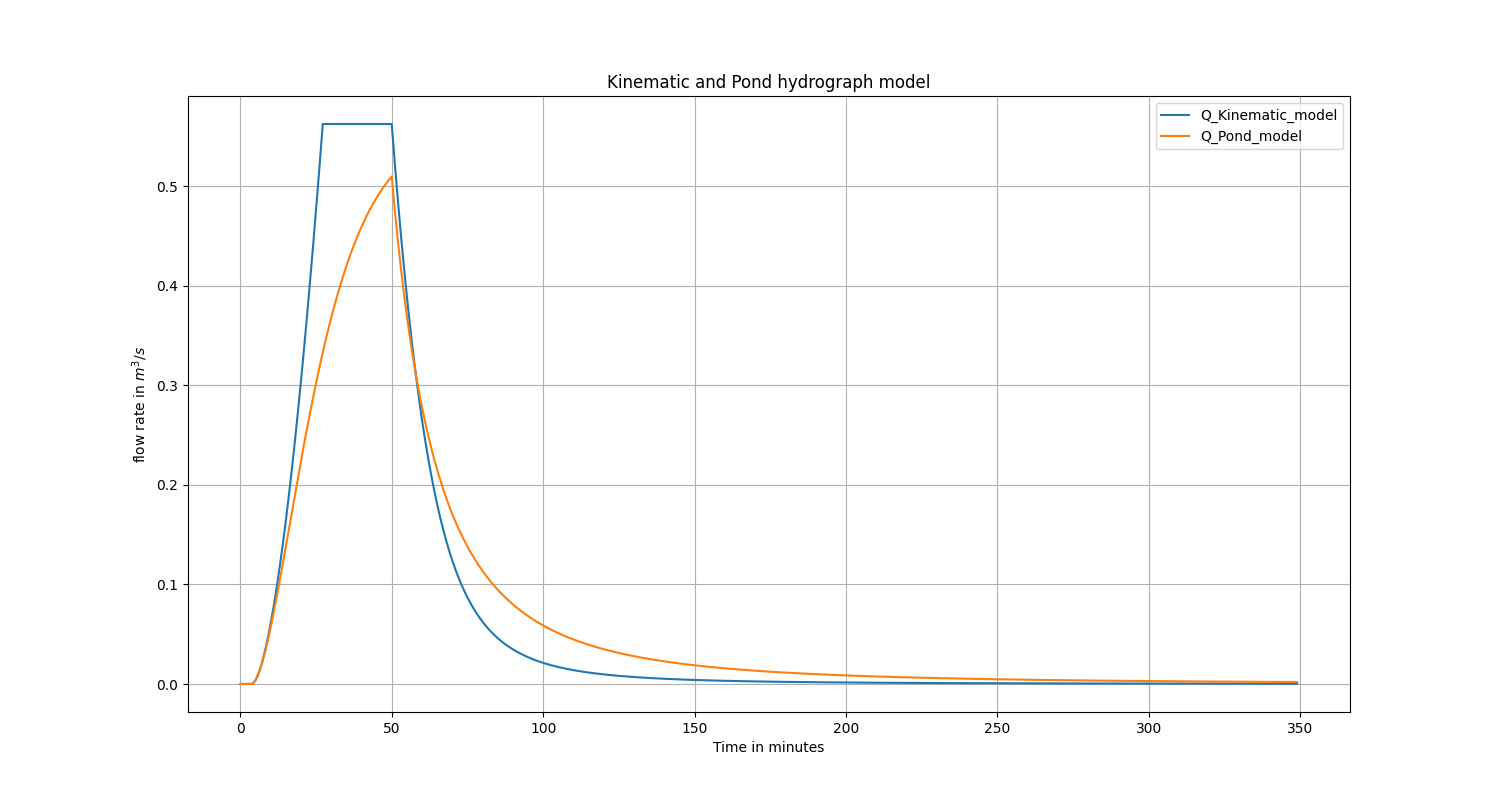 Kinematic and Pond hydrograph model
Q_Kinematic_model
Q_Pond_model
flow rate in m³/s
0.5
0.4
0.3
0.2
0.1
0.0
0 50 100 150 200 250 300 350
Time in minutes